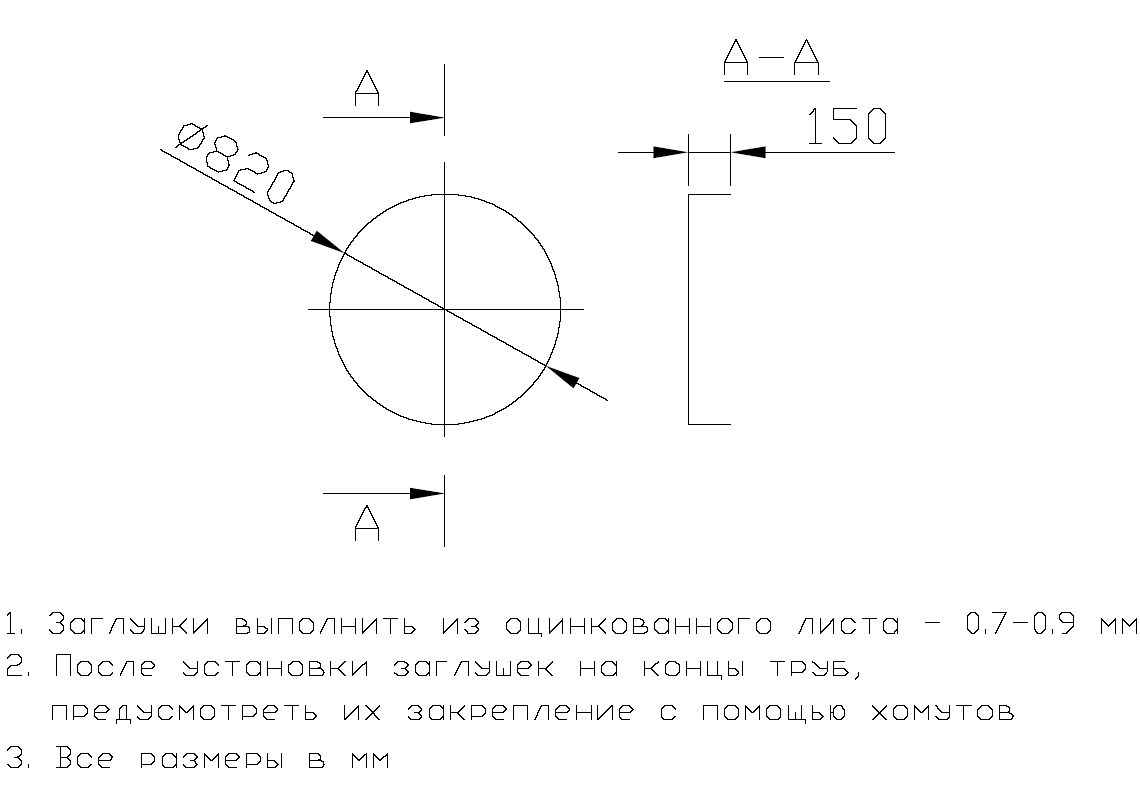 А-А
А
150
Ø820
А
1. Заглушки выполнить из оцинкованного листа - 0.7-0.9 мм
2. После установки заглушек на концы труб,
предусмотреть их закрепление с помощью хомутов
3. Все размеры в мм